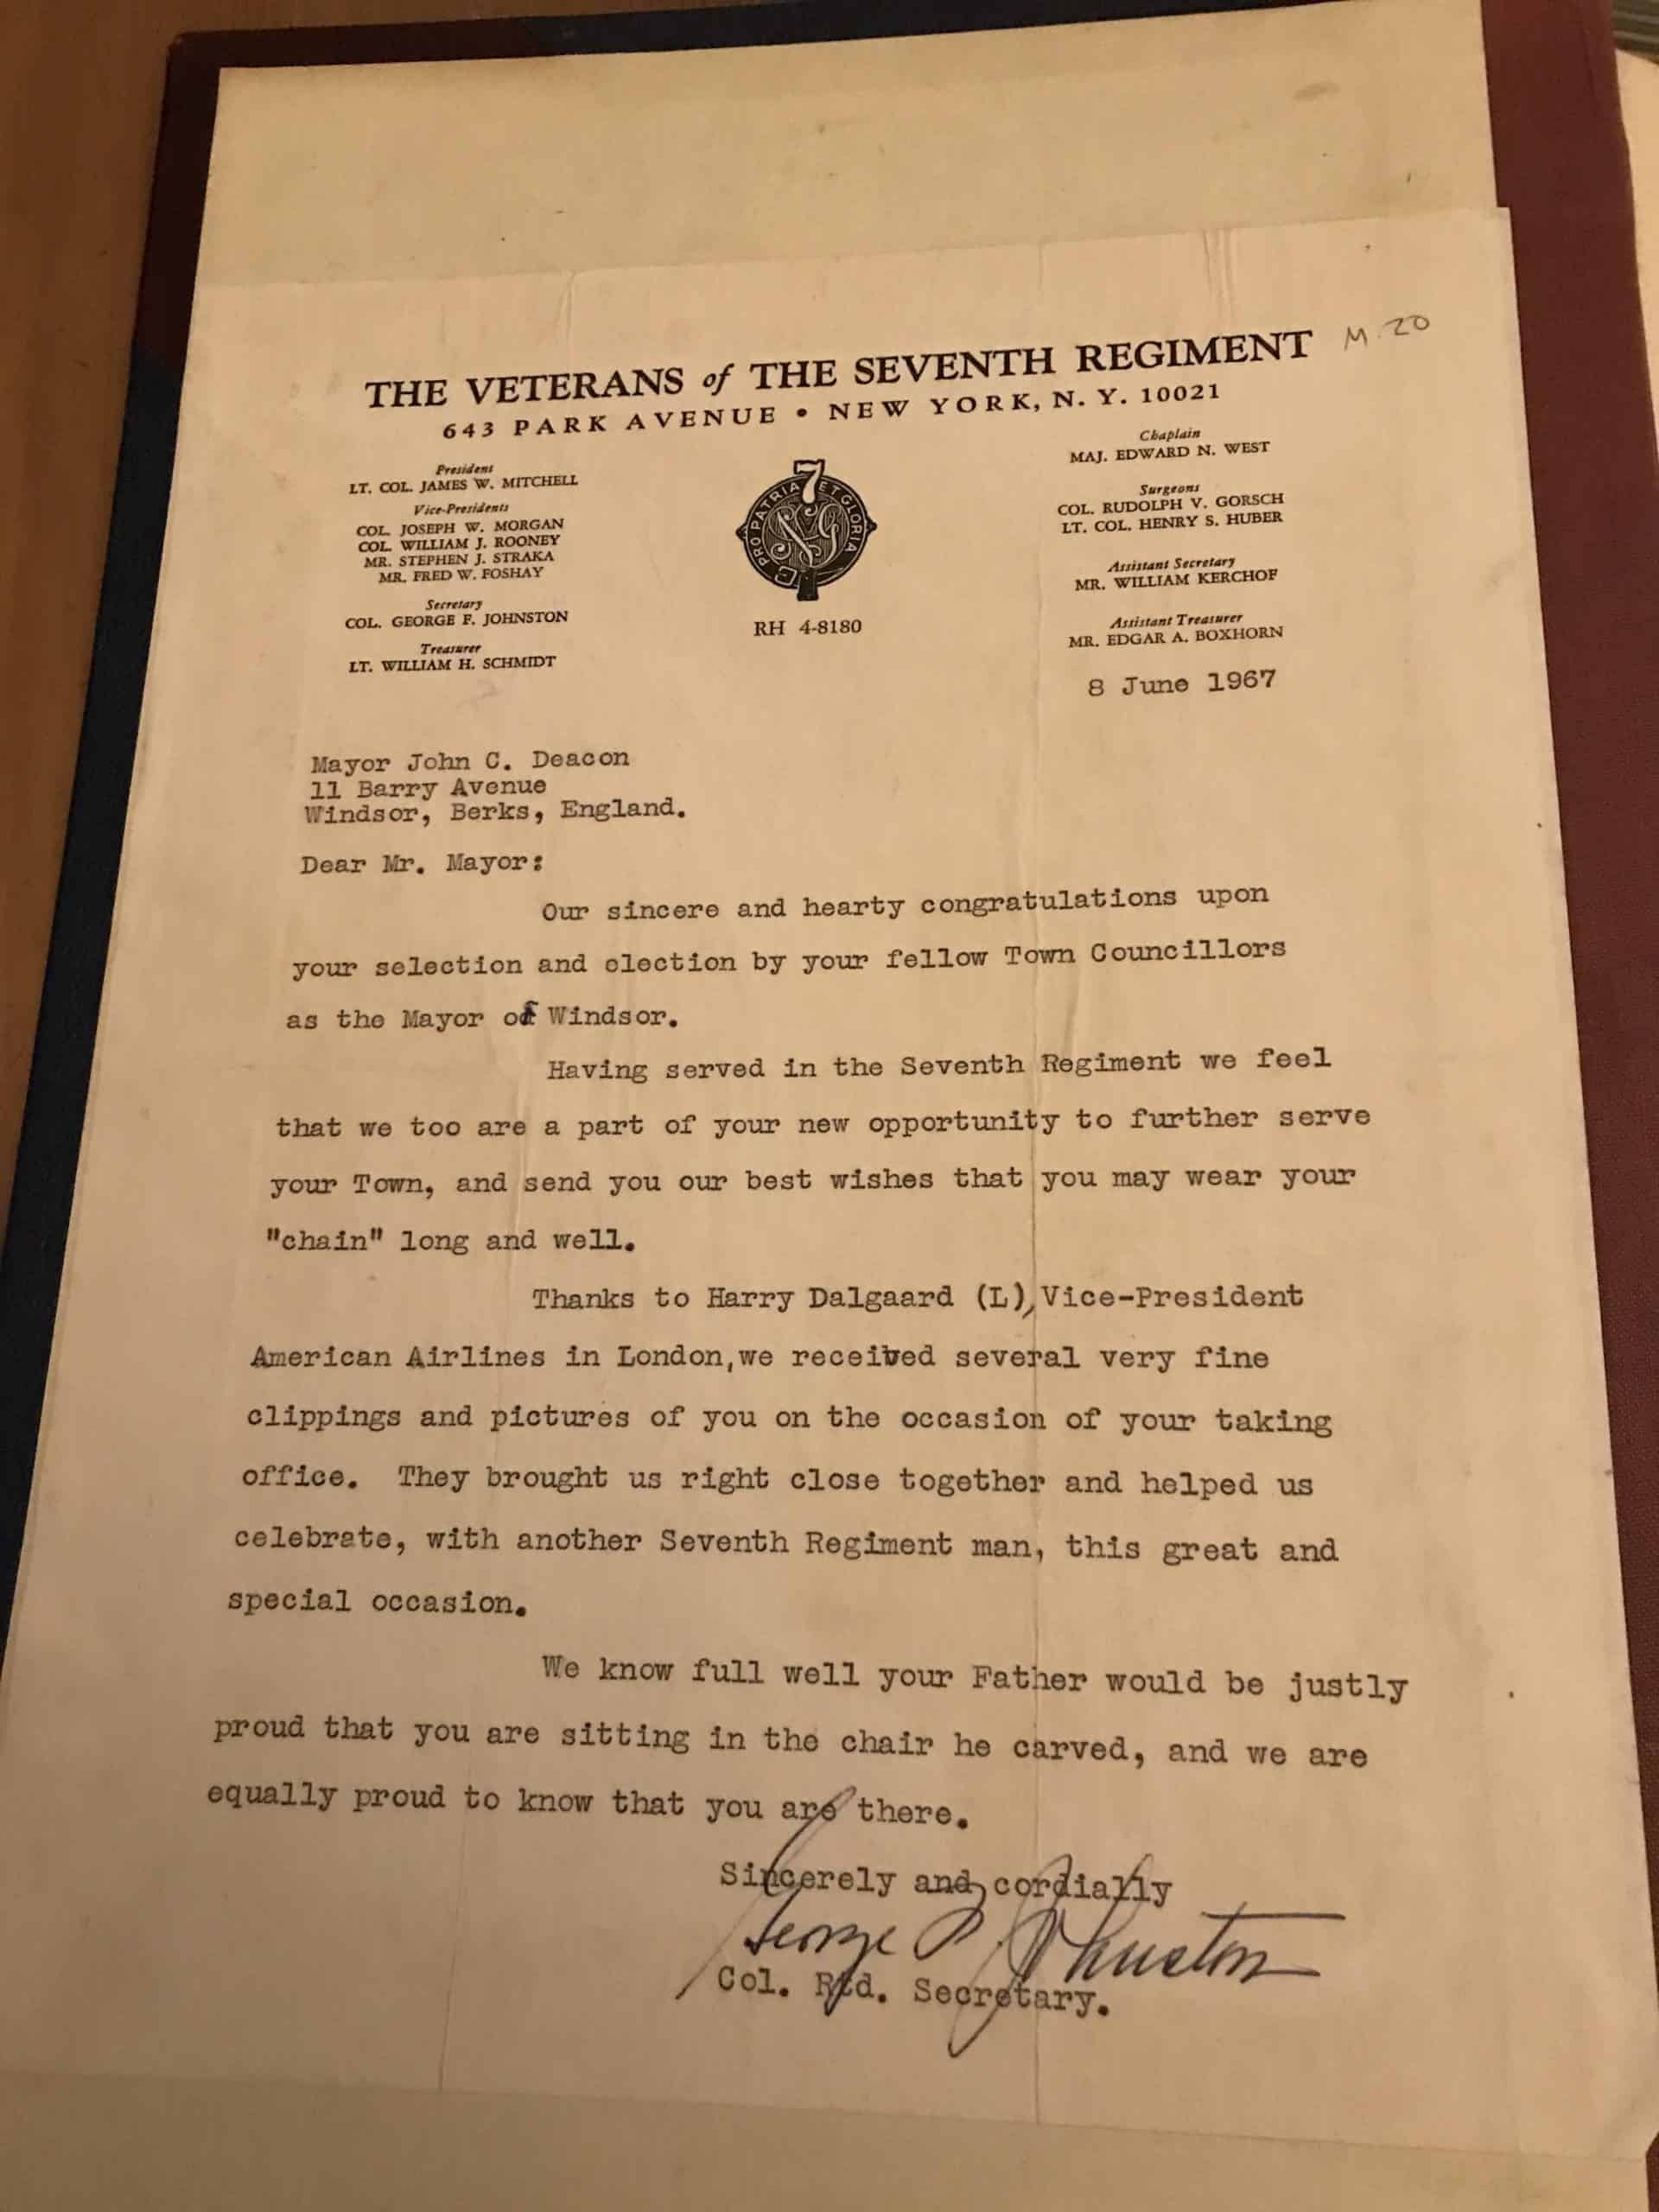 THE VETERANS of THE SEVENTH REGIMENT
M.20
643 PARK AVENUE • NEW YORK, N. Y. 10021
President
LT. COL. JAMES W. MITCHELL
Vice-Presidents
COL. JOSEPH W. MORGAN
COL. WILLIAM J. ROONEY
MR. STEPHEN J. STRAKA
MR. FRED W. FOSHAY
Secretary
COL. GEORGE F. JOHNSTON
Treasurer
LT. WILLIAM H. SCHMIDT
7
PRO PATRIA ET GLORIA
NG
RH 4-8180
Chaplain
MAJ. EDWARD N. WEST
Surgeons
COL. RUDOLPH V. GORSCH
LT. COL. HENRY S. HUBER
Assistant Secretary
MR. WILLIAM KERCHOF
Assistant Treasurer
MR. EDGAR A. BOXHORN
8 June 1967
Mayor John C. Deacon
11 Barry Avenue
Windsor, Berks, England.
Dear Mr. Mayor:
Our sincere and hearty congratulations upon
your selection and election by your fellow Town Councillors
as the Mayor of Windsor.
Having served in the Seventh Regiment we feel
that we too are a part of your new opportunity to further serve
your Town, and send you our best wishes that you may wear your
"chain" long and well.
Thanks to Harry Dalgaard (L), Vice-President
American Airlines in London, we received several very fine
clippings and pictures of you on the occasion of your taking
office. They brought us right close together and helped us
celebrate, with another Seventh Regiment man, this great and
special occasion.
We know full well your Father would be justly
proud that you are sitting in the chair he carved, and we are
equally proud to know that you are there.
Sincerely and cordially
George F. Johnston
Col. Rtd. Secretary.